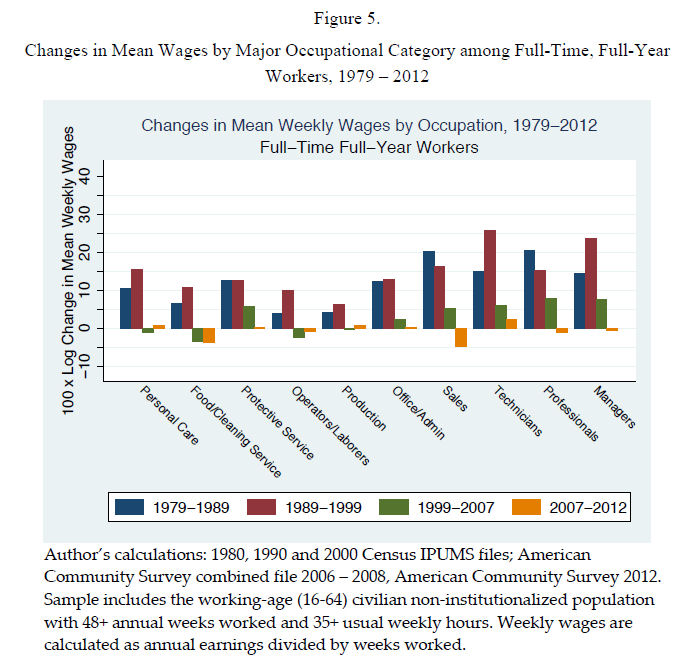 Figure 5.
Changes in Mean Wages by Major Occupational Category among Full-Time, Full-Year
Workers, 1979 – 2012
Changes in Mean Weekly Wages by Occupation, 1979–2012
Full–Time Full–Year Workers
100 x Log Change in Mean Weekly Wages
40
30
20
10
0
−10
Personal Care
Food/Cleaning Service
Protective Service
Operators/Laborers
Production
Office/Admin
Sales
Technicians
Professionals
Managers
1979−1989
1989−1999
1999−2007
2007−2012
Author's calculations: 1980, 1990 and 2000 Census IPUMS files; American
Community Survey combined file 2006 – 2008, American Community Survey 2012.
Sample includes the working-age (16-64) civilian non-institutionalized population
with 48+ annual weeks worked and 35+ usual weekly hours. Weekly wages are
calculated as annual earnings divided by weeks worked.